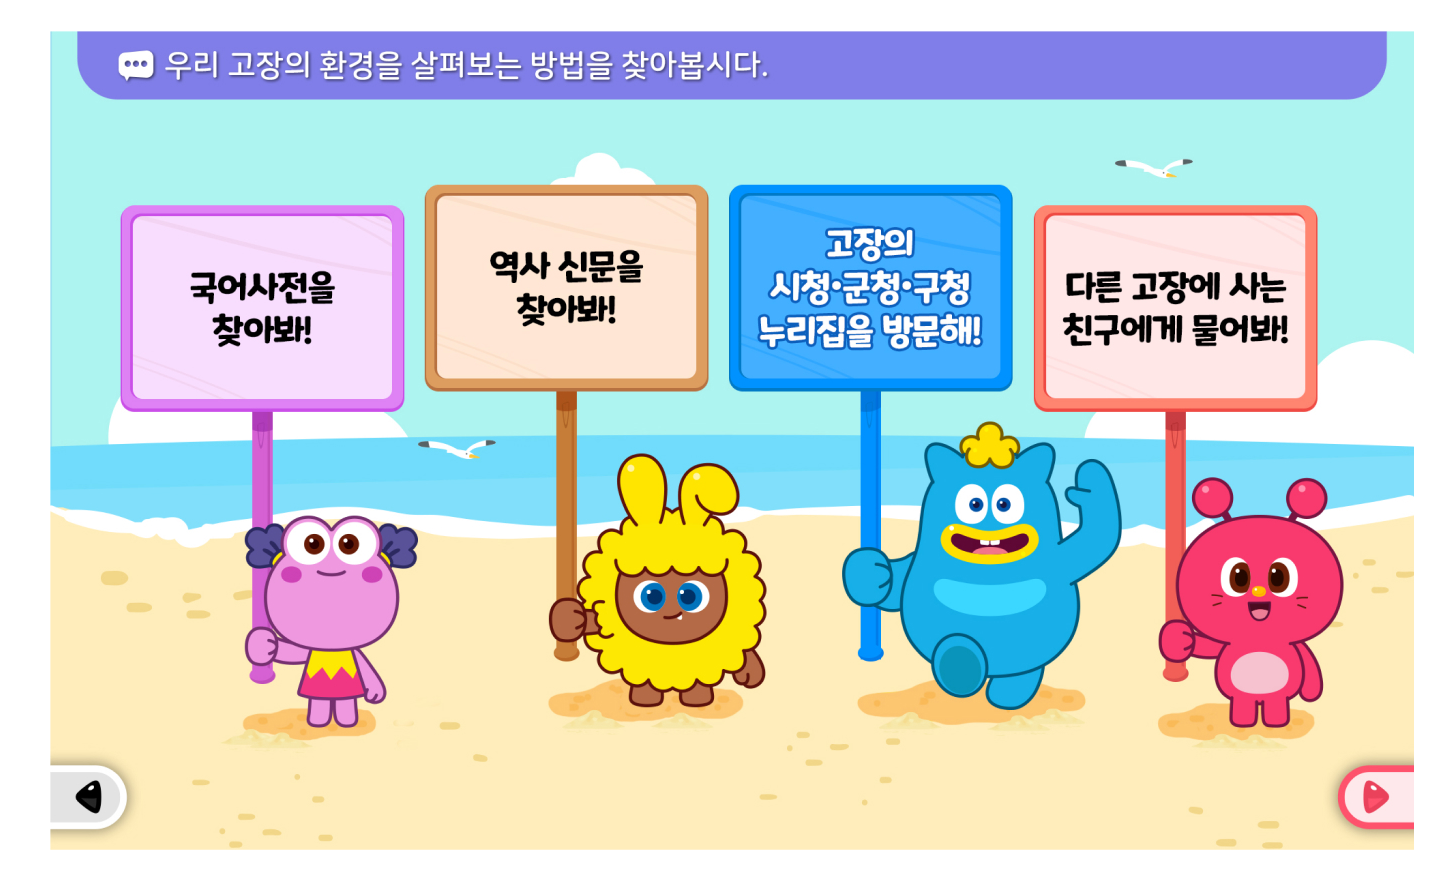 우리 고장의 환경을 살펴보는 방법을 찾아봅시다.
국어사전을
찾아봐!
역사 신문을
찾아봐!
고장의
시청·군청·구청
누리집을 방문해!
다른 고장에 사는
친구에게 물어봐!